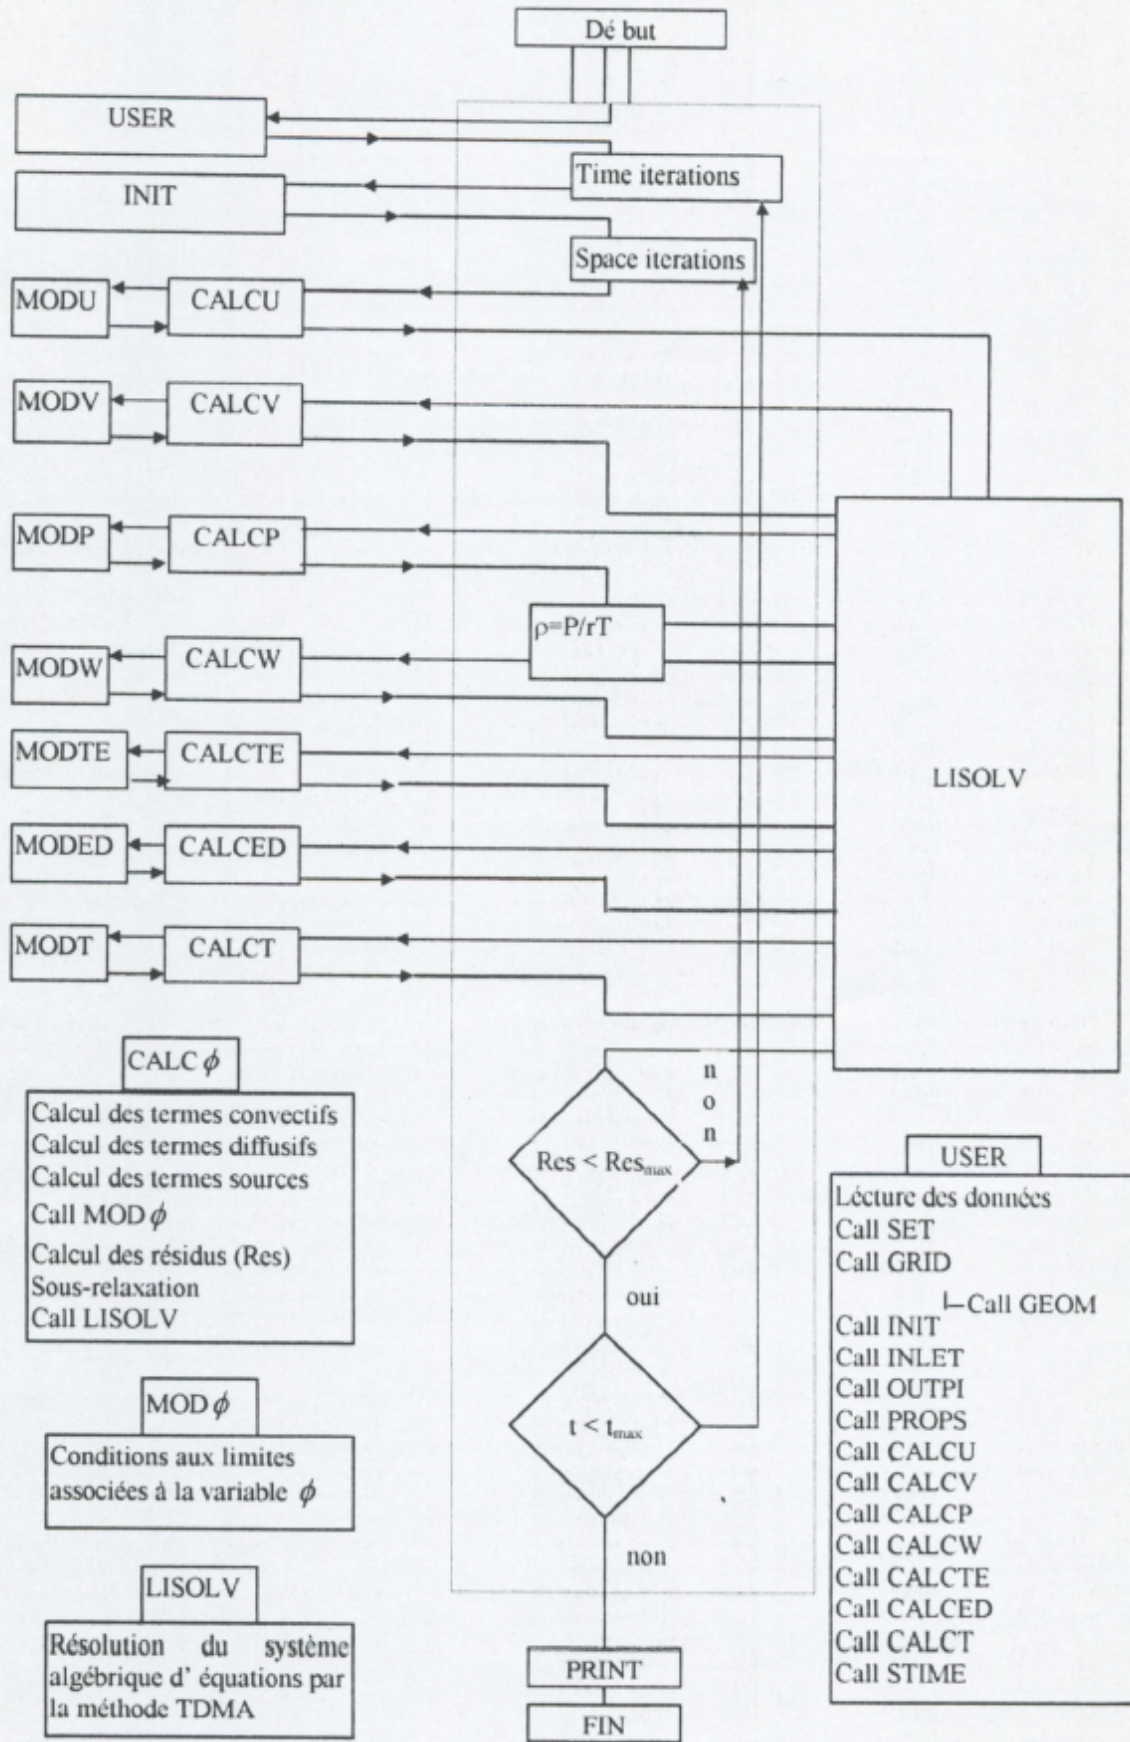 Dé but
USER
Time iterations
INIT
Space iterations
MODU
CALCU
MODV
CALCV
MODP
CALCP
ρ=P/rT
MODW
CALCW
MODTE
CALCTE
LISOLV
MODED
CALCED
MODT
CALCT
CALC ϕ
Calcul des termes convectifs
Calcul des termes diffusifs
Calcul des termes sources
Call MOD ϕ
Calcul des résidus (Res)
Sous-relaxation
Call LISOLV
n
o
n
Res < Resmax
oui
t < tmax
non
PRINT
FIN
MOD ϕ
Conditions aux limites
associées à la variable ϕ
LISOLV
Résolution du système
algébrique d' équations par
la méthode TDMA
USER
Lécture des données
Call SET
Call GRID
Call GEOM
Call INIT
Call INLET
Call OUTPI
Call PROPS
Call CALCU
Call CALCV
Call CALCP
Call CALCW
Call CALCTE
Call CALCED
Call CALCT
Call STIME